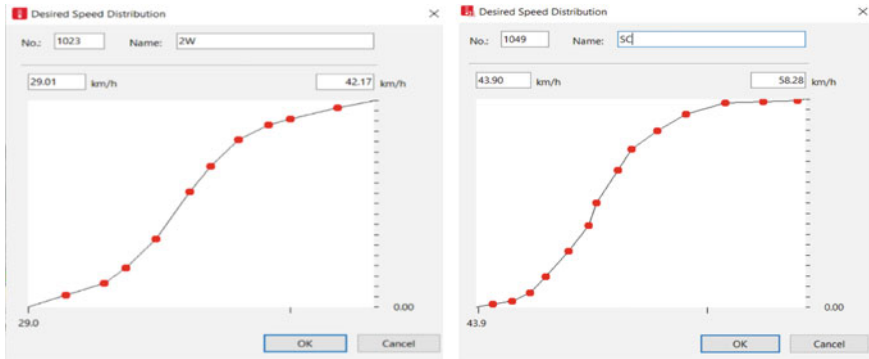 Desired Speed Distribution
No.: 1023 Name: 2W
29.01 km/h 42.17 km/h
0.00
29.0
OK Cancel
Desired Speed Distribution
No.: 1049 Name: SC
43.90 km/h 58.28 km/h
0.00
43.9
OK Cancel